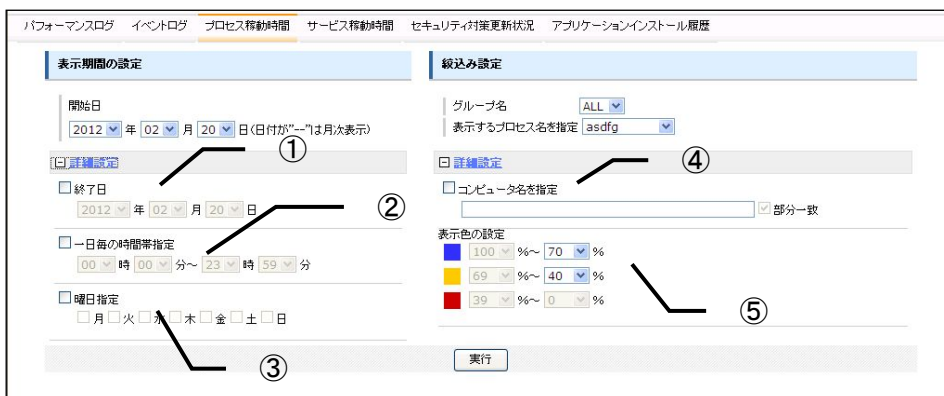 パフォーマンスログ イベントログ プロセス稼動時間 サービス稼働時間 セキュリティ対策更新状況 アプリケーションインストール履歴
表示期間の設定
開始日
2012 年 02 月 20 日(日付が"--"は月次表示)
詳細設定
①
終了日
2012 年 02 月 20 日
②
一日毎の時間帯指定
00 時 00 分～ 23 時 59 分
曜日指定
月 火 水 木 金 土 日
③
絞込み設定
グループ名 ALL
表示するプロセス名を指定 asdfg
詳細設定
④
コンピュータ名を指定
部分一致
表示色の設定
100 %～ 70 %
69 %～ 40 %
39 %～ 0 %
⑤
実行